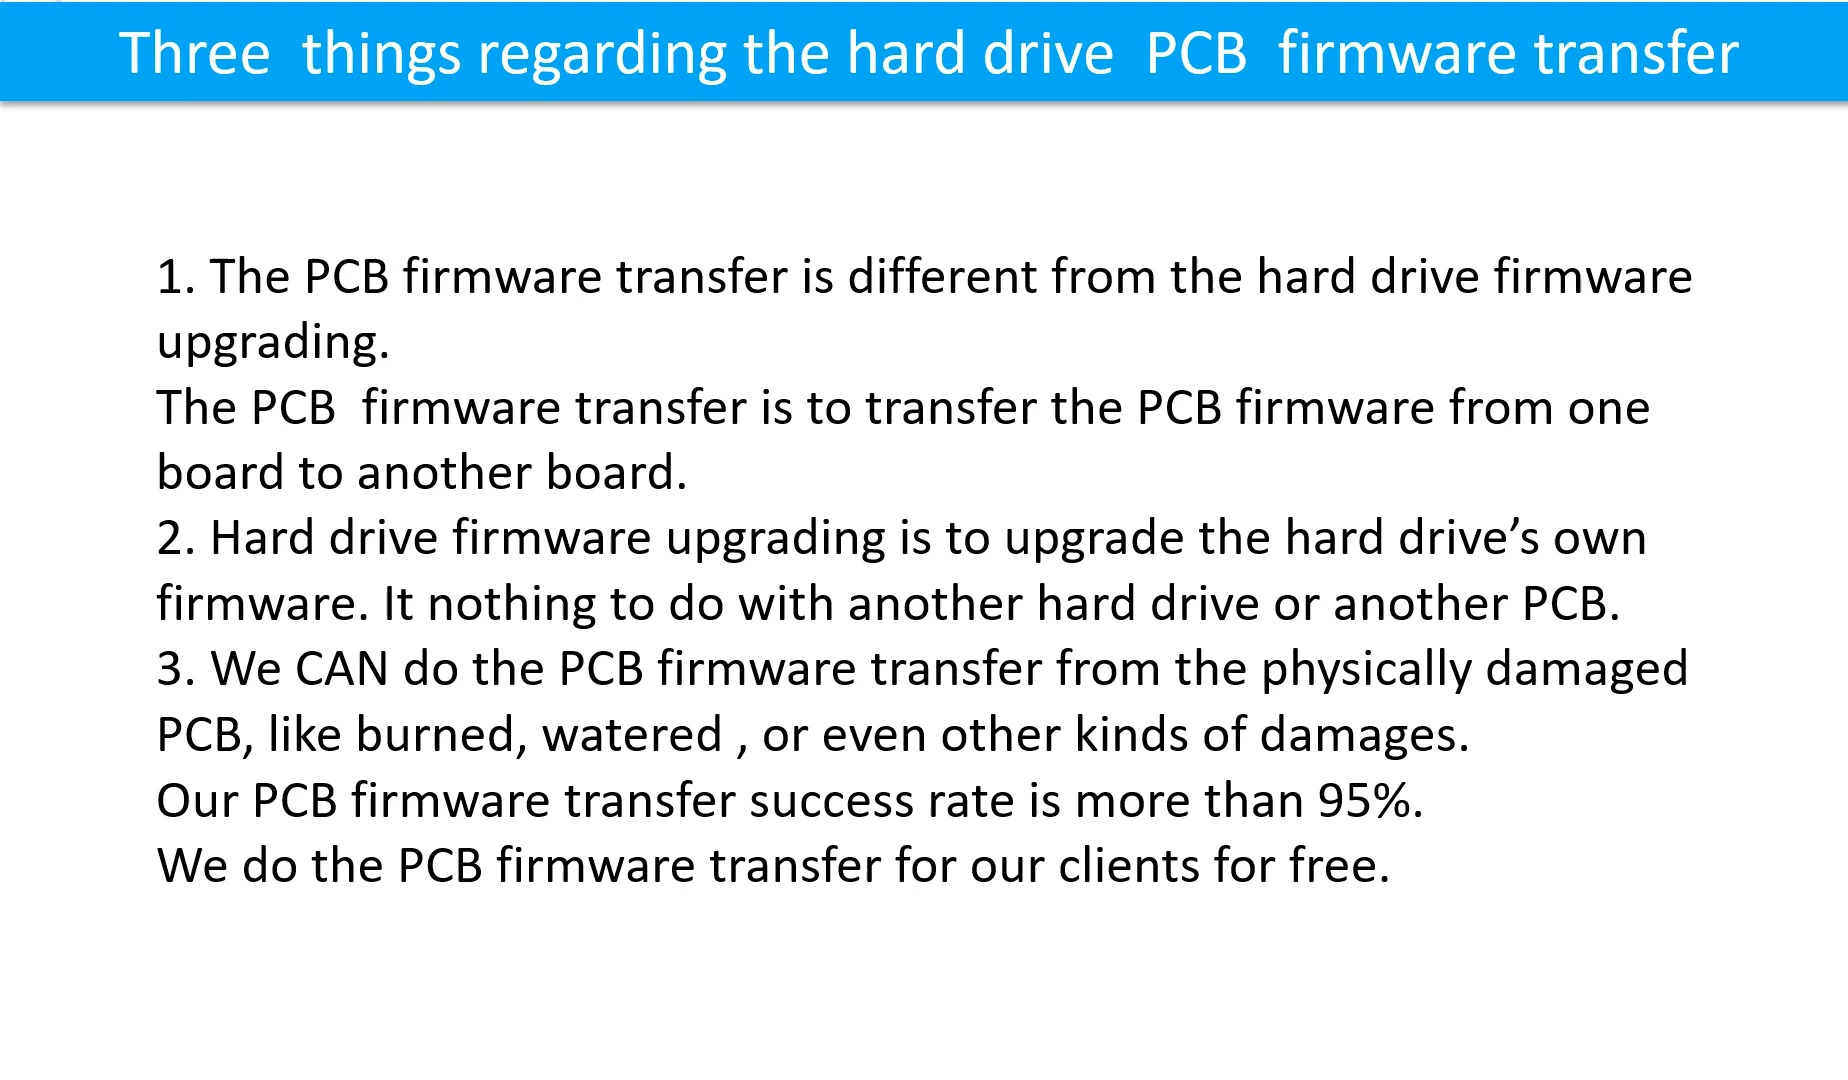 Three things regarding the hard drive PCB firmware transfer
1. The PCB firmware transfer is different from the hard drive firmware
upgrading.
The PCB firmware transfer is to transfer the PCB firmware from one
board to another board.
2. Hard drive firmware upgrading is to upgrade the hard drive’s own
firmware. It nothing to do with another hard drive or another PCB.
3. We CAN do the PCB firmware transfer from the physically damaged
PCB, like burned, watered , or even other kinds of damages.
Our PCB firmware transfer success rate is more than 95%.
We do the PCB firmware transfer for our clients for free.